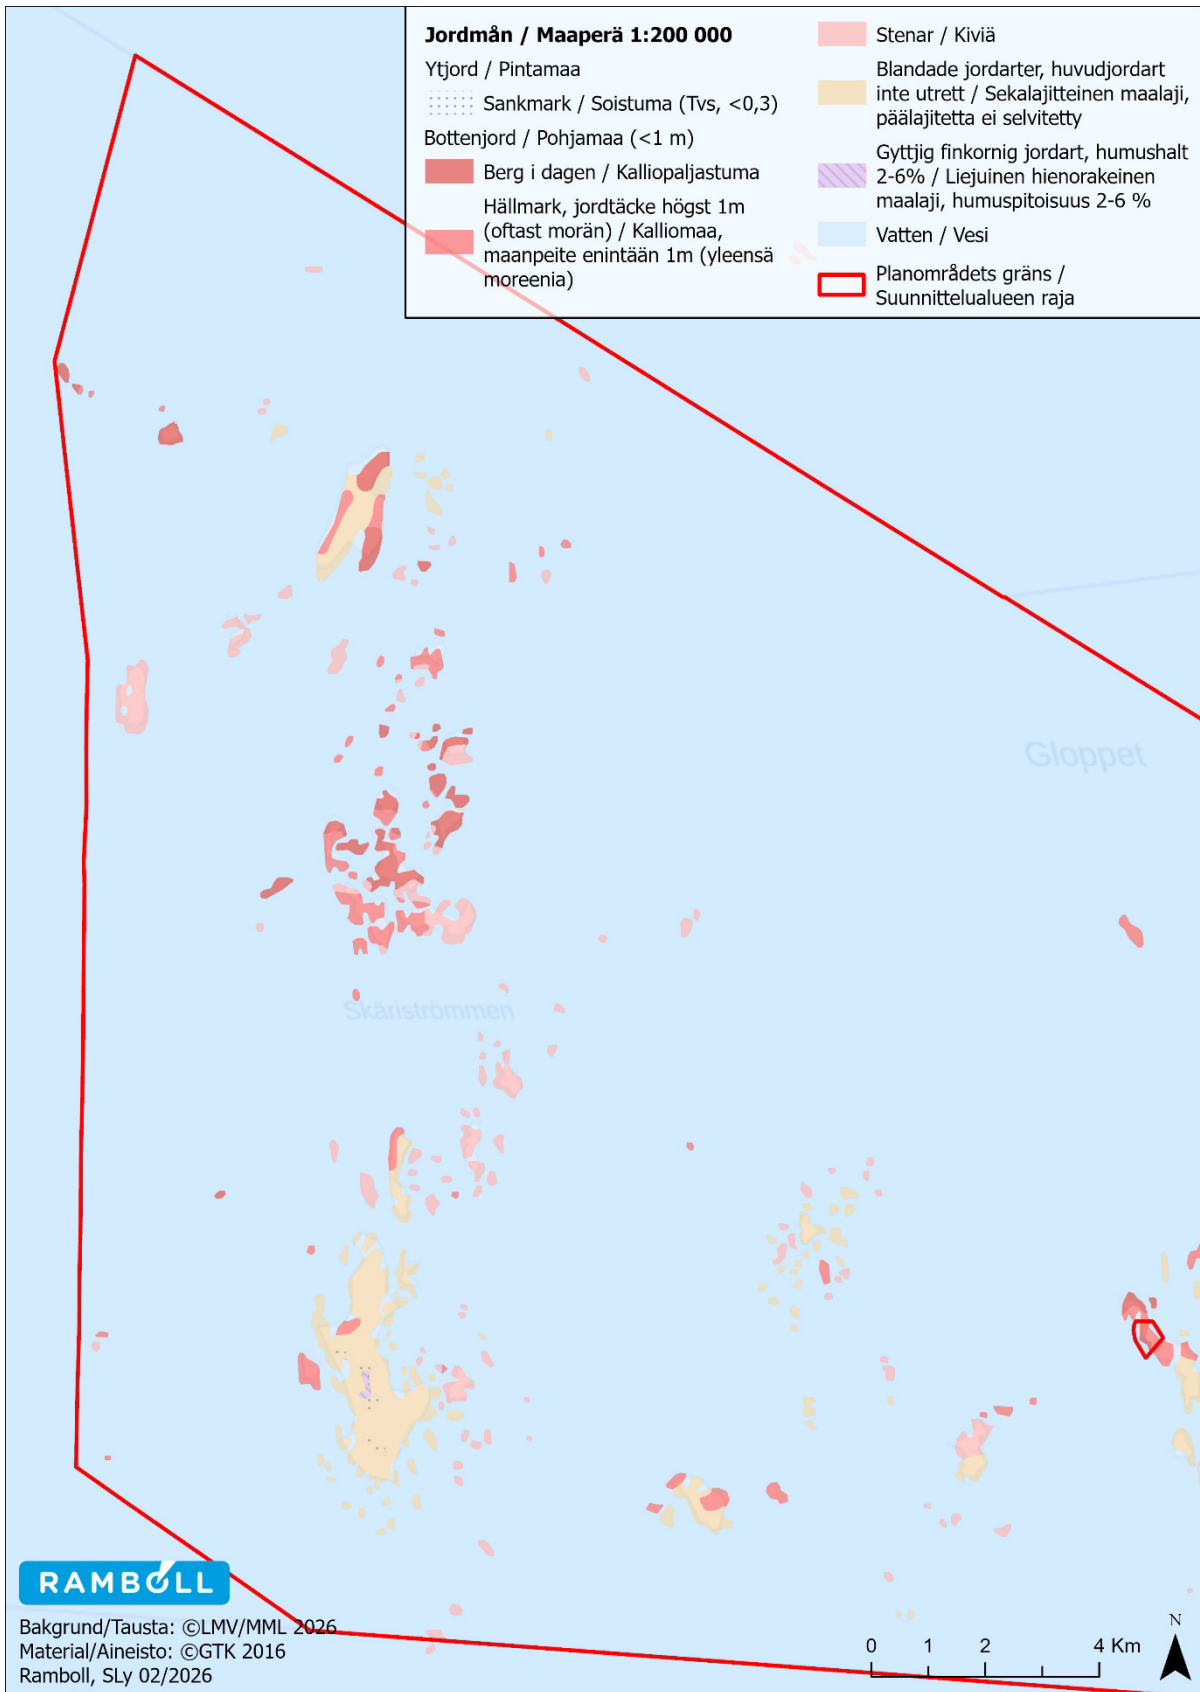 Jordmån / Maaperä 1:200 000
Ytjord / Pintamaa
Sankmark / Soistuma (Tvs, <0,3)
Bottenjord / Pohjamaa (<1 m)
Berg i dagen / Kalliopaljastuma
Hällmark, jordtäcke högst 1m
(oftast morän) / Kalliomaa,
maanpeite enintään 1m (yleensä
moreenia)
Stenar / Kiviä
Blandade jordarter, huvudjordart
inte utrett / Sekalajitteinen maalaji,
päälajitetta ei selvitetty
Gyttjig finkornig jordart, humushalt
2-6% / Liejuinen hienorakeinen
maalaji, humuspitoisuus 2-6 %
Vatten / Vesi
Planområdets gräns /
Suunnittelualueen raja
Gloppet
Skäriströmmen
RAMBOLL
Bakgrund/Tausta: ©LMV/MML 2026
Material/Aineisto: ©GTK 2016
Ramboll, SLy 02/2026
0 1 2 4 Km
N